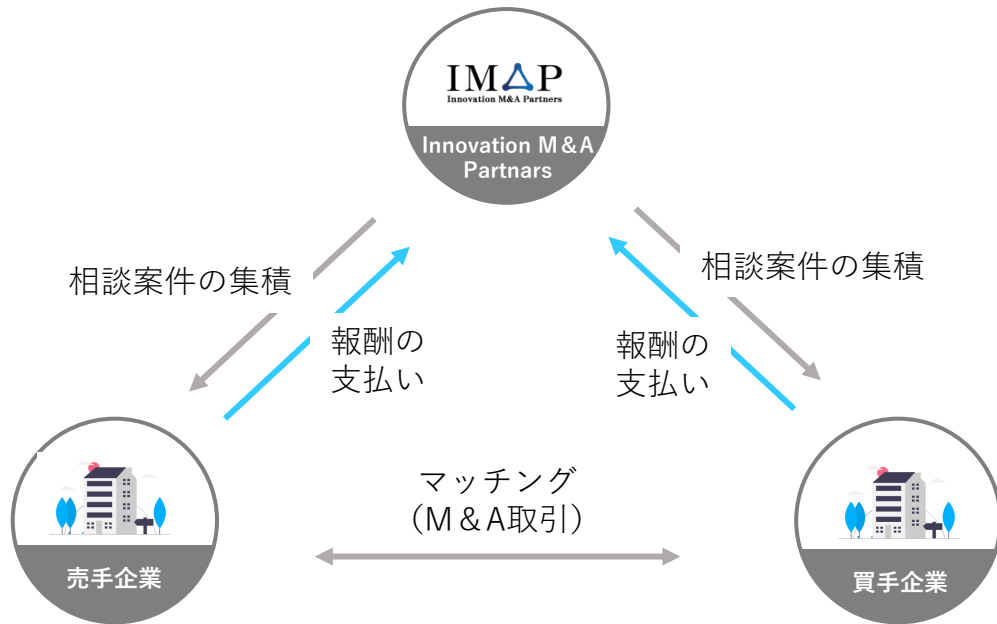 IMAP
Innovation M&A Partners
Innovation M&A
Partnars
相談案件の集積
相談案件の集積
報酬の
支払い
報酬の
支払い
マッチング
（M&A取引）
売手企業
買手企業